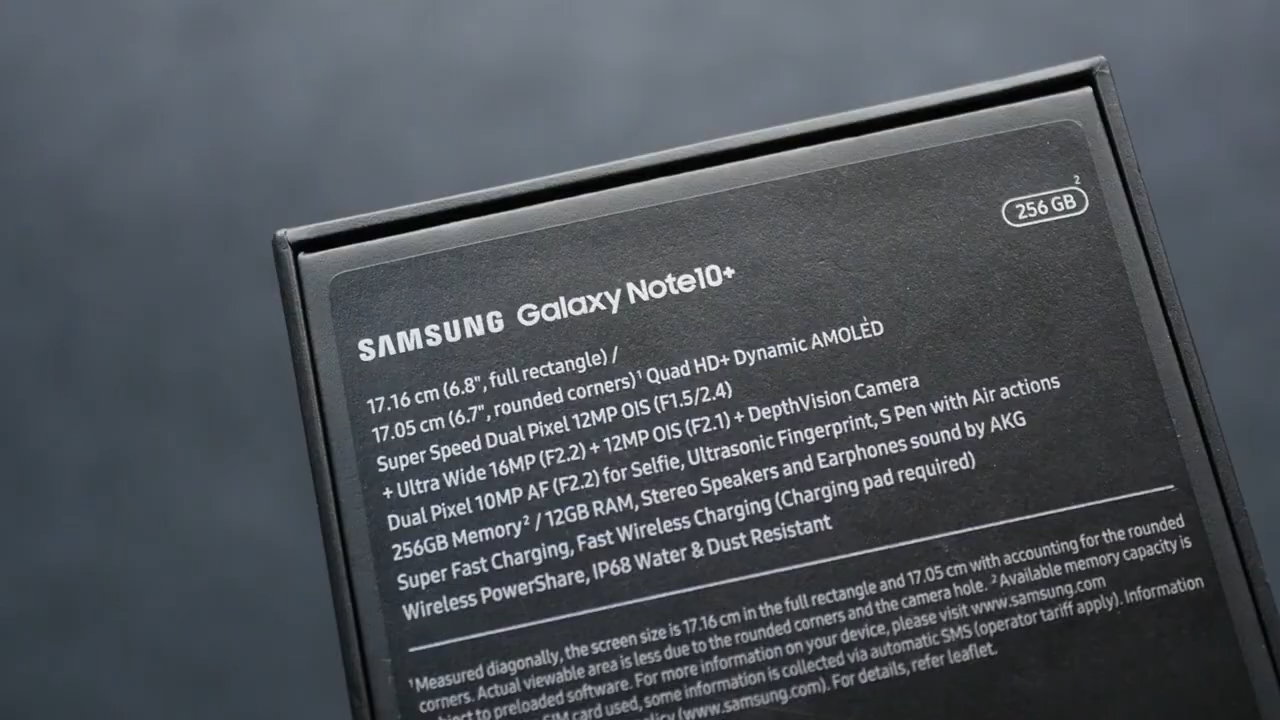 256 GB ²
SAMSUNG Galaxy Note10+
17.16 cm (6.8", full rectangle) /
17.05 cm (6.7", rounded corners)¹ Quad HD+ Dynamic AMOLED
Super Speed Dual Pixel 12MP OIS (F1.5/2.4)
+ Ultra Wide 16MP (F2.2) + 12MP OIS (F2.1) + DepthVision Camera
Dual Pixel 10MP AF (F2.2) for Selfie, Ultrasonic Fingerprint, S Pen with Air actions
256GB Memory² / 12GB RAM, Stereo Speakers and Earphones sound by AKG
Super Fast Charging, Fast Wireless Charging (Charging pad required)
Wireless PowerShare, IP68 Water & Dust Resistant
¹Measured diagonally, the screen size is 17.16 cm in the full rectangle and 17.05 cm with accounting for the rounded
corners. Actual viewable area is less due to the rounded corners and the camera hole. ²Available memory capacity is
to preloaded software. For more information on your device, please visit www.samsung.com
card used, some information is collected via automatic SMS (operator tariff apply). Information
(www.samsung.com). For details, refer leaflet.